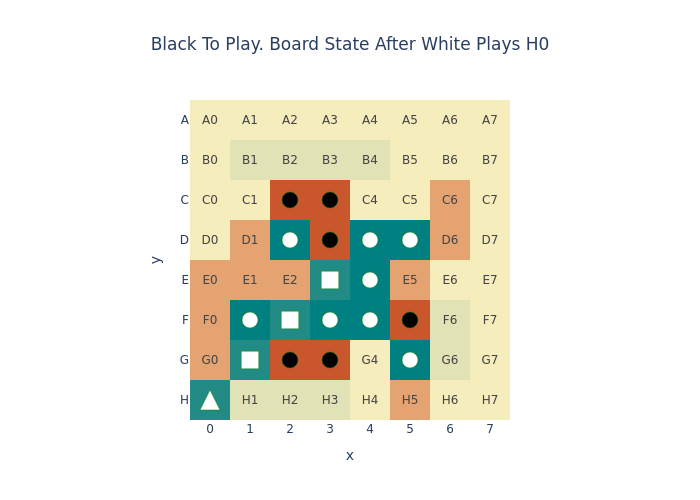 Black To Play. Board State After White Plays H0
A A0 A1 A2 A3 A4 A5 A6 A7
B B0 B1 B2 B3 B4 B5 B6 B7
C C0 C1 C4 C5 C6 C7
D D0 D1 D6 D7
y
E E0 E1 E2 E5 E6 E7
F F0 F6 F7
G G0 G4 G6 G7
H H1 H2 H3 H4 H5 H6 H7
0 1 2 3 4 5 6 7
x